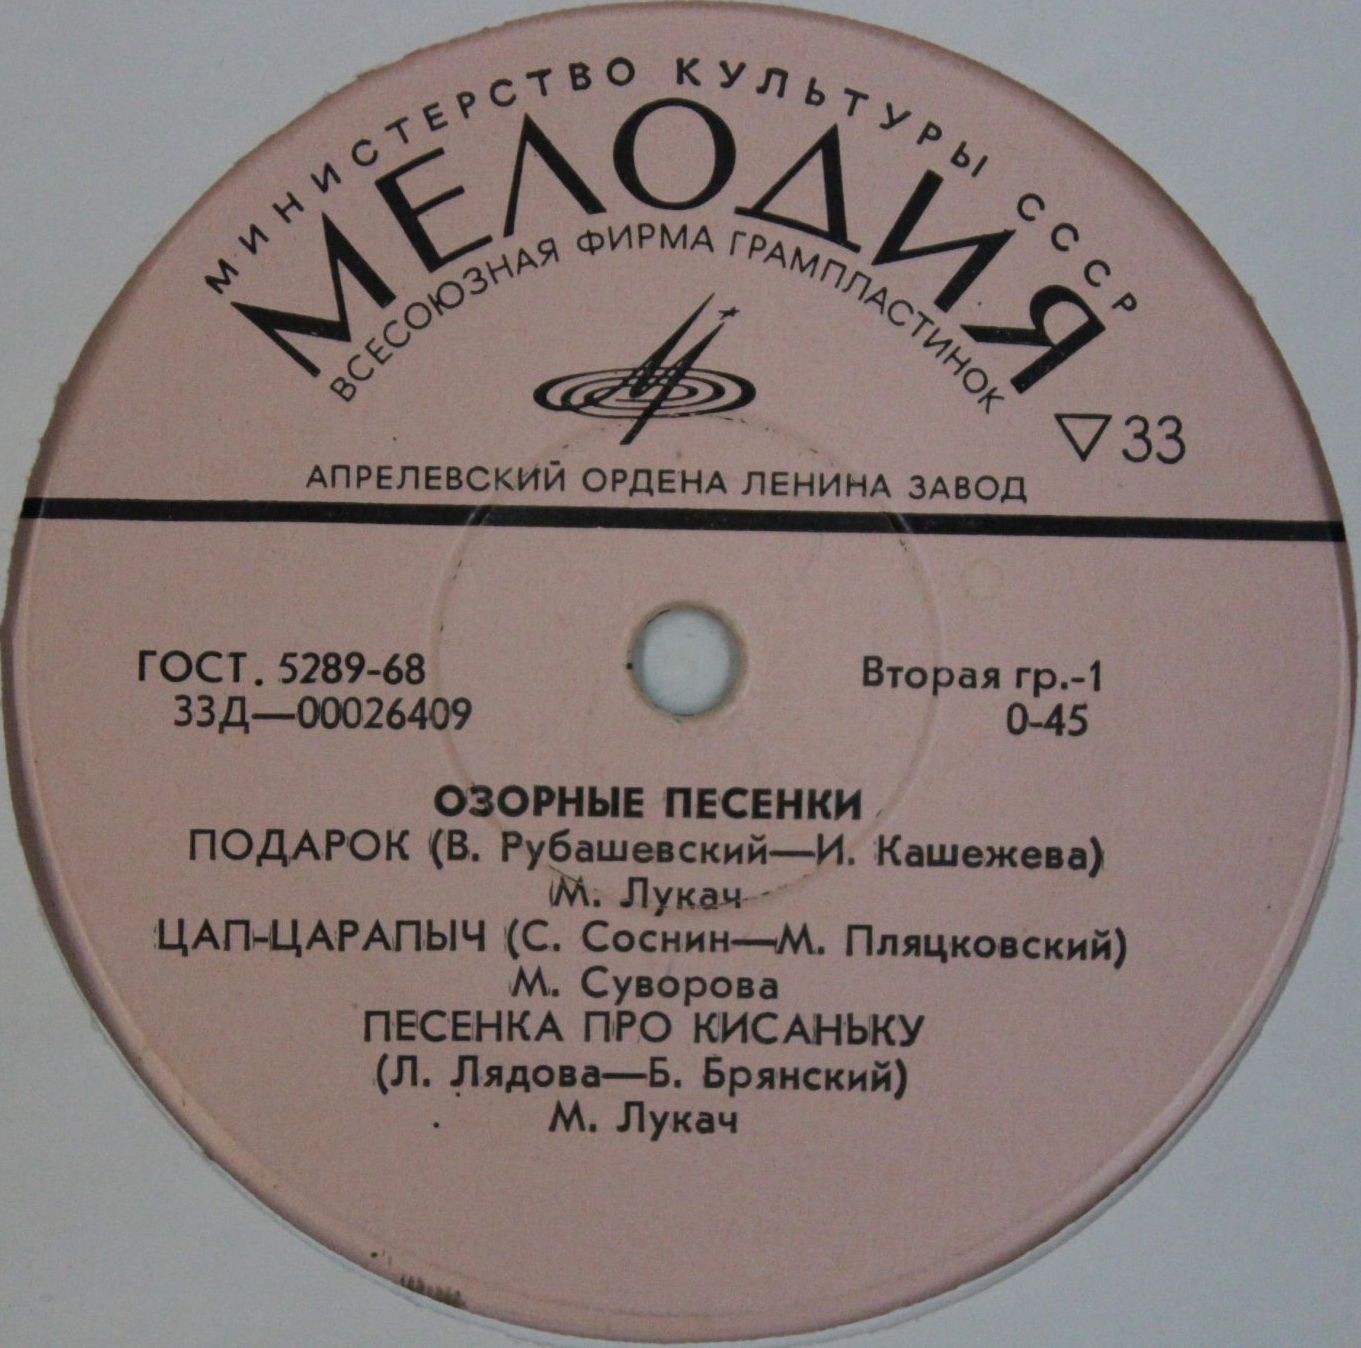 МИНИСТЕРСТВО КУЛЬТУРЫ СССР
МЕЛОДИЯ
ВСЕСОЮЗНАЯ ФИРМА ГРАМПЛАСТИНОК
▽33
АПРЕЛЕВСКИЙ ОРДЕНА ЛЕНИНА ЗАВОД
ГОСТ. 5289-68
33Д—00026409
Вторая гр.-1
0-45
ОЗОРНЫЕ ПЕСЕНКИ
ПОДАРОК (В. Рубашевский—И. Кашежева)
М. Лукач
ЦАП-ЦАРАПЫЧ (С. Соснин—М. Пляцковский)
М. Суворова
ПЕСЕНКА ПРО КИСАНЬКУ
(Л. Лядова—Б. Брянский)
М. Лукач